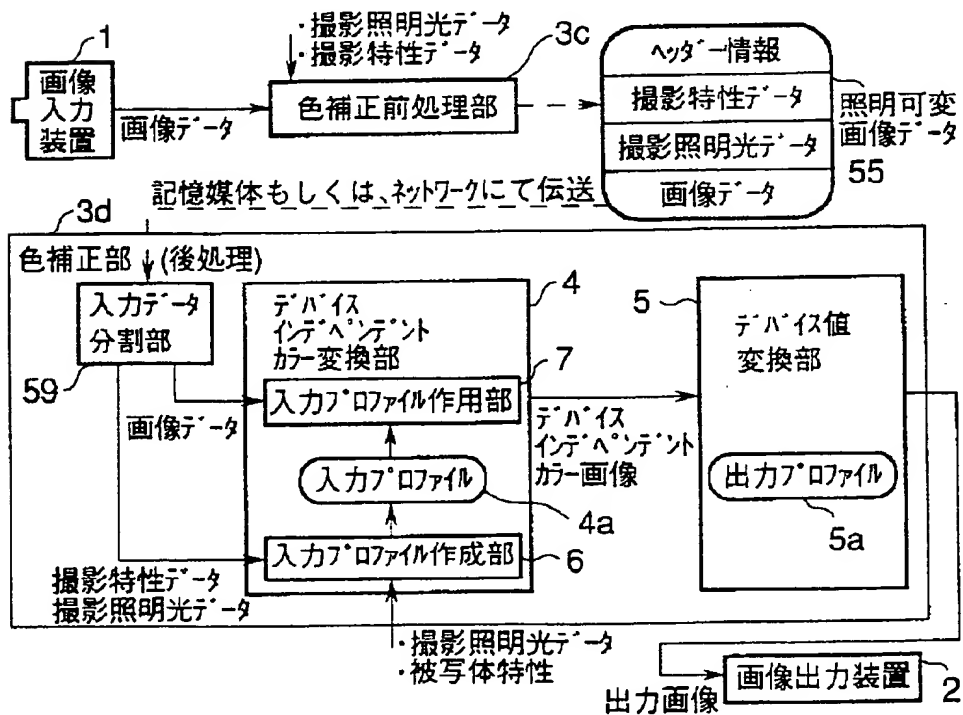 1
画像
入力
装置
画像データ
・撮影照明光データ
・撮影特性データ
3c
色補正前処理部
ヘッダー情報
撮影特性データ
撮影照明光データ
画像データ
照明可変
画像データ
55
記憶媒体もしくは、ネットワークにて伝送
3d
色補正部 (後処理)
入力データ
分割部
59
画像データ
撮影特性データ
撮影照明光データ
デバイス
インデペンデント
カラー変換部
4
7
入力プロファイル作用部
入力プロファイル
4a
入力プロファイル作成部
6
・撮影照明光データ
・被写体特性
デバイス
インデペンデント
カラー画像
5
デバイス値
変換部
出力プロファイル
5a
出力画像
画像出力装置
2